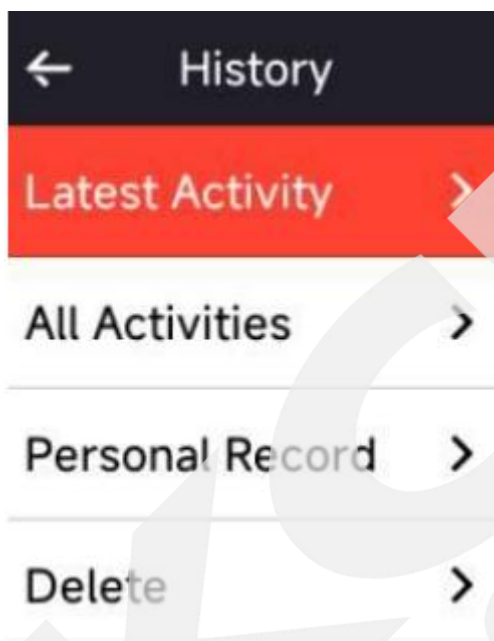 History
Latest Activity
All Activities
Personal Record
Delete